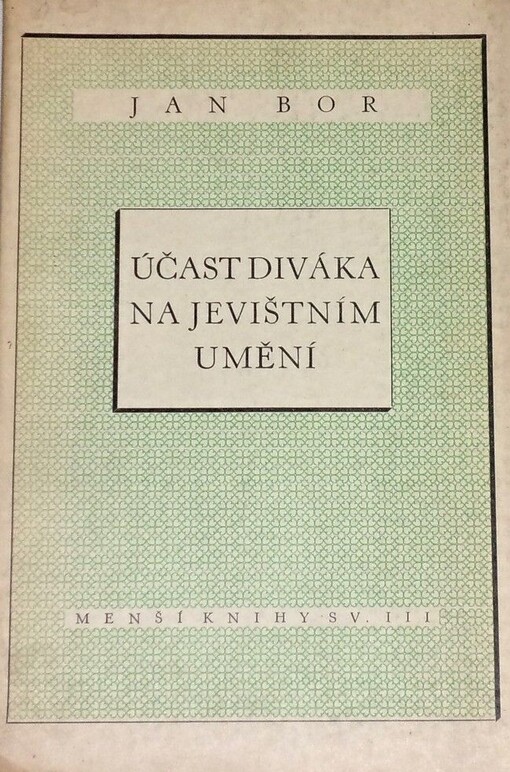 JAN BOR
ÚČAST DIVÁKA
NA JEVIŠTNÍM
UMĚNÍ
MENŠÍ KNIHY SV. III